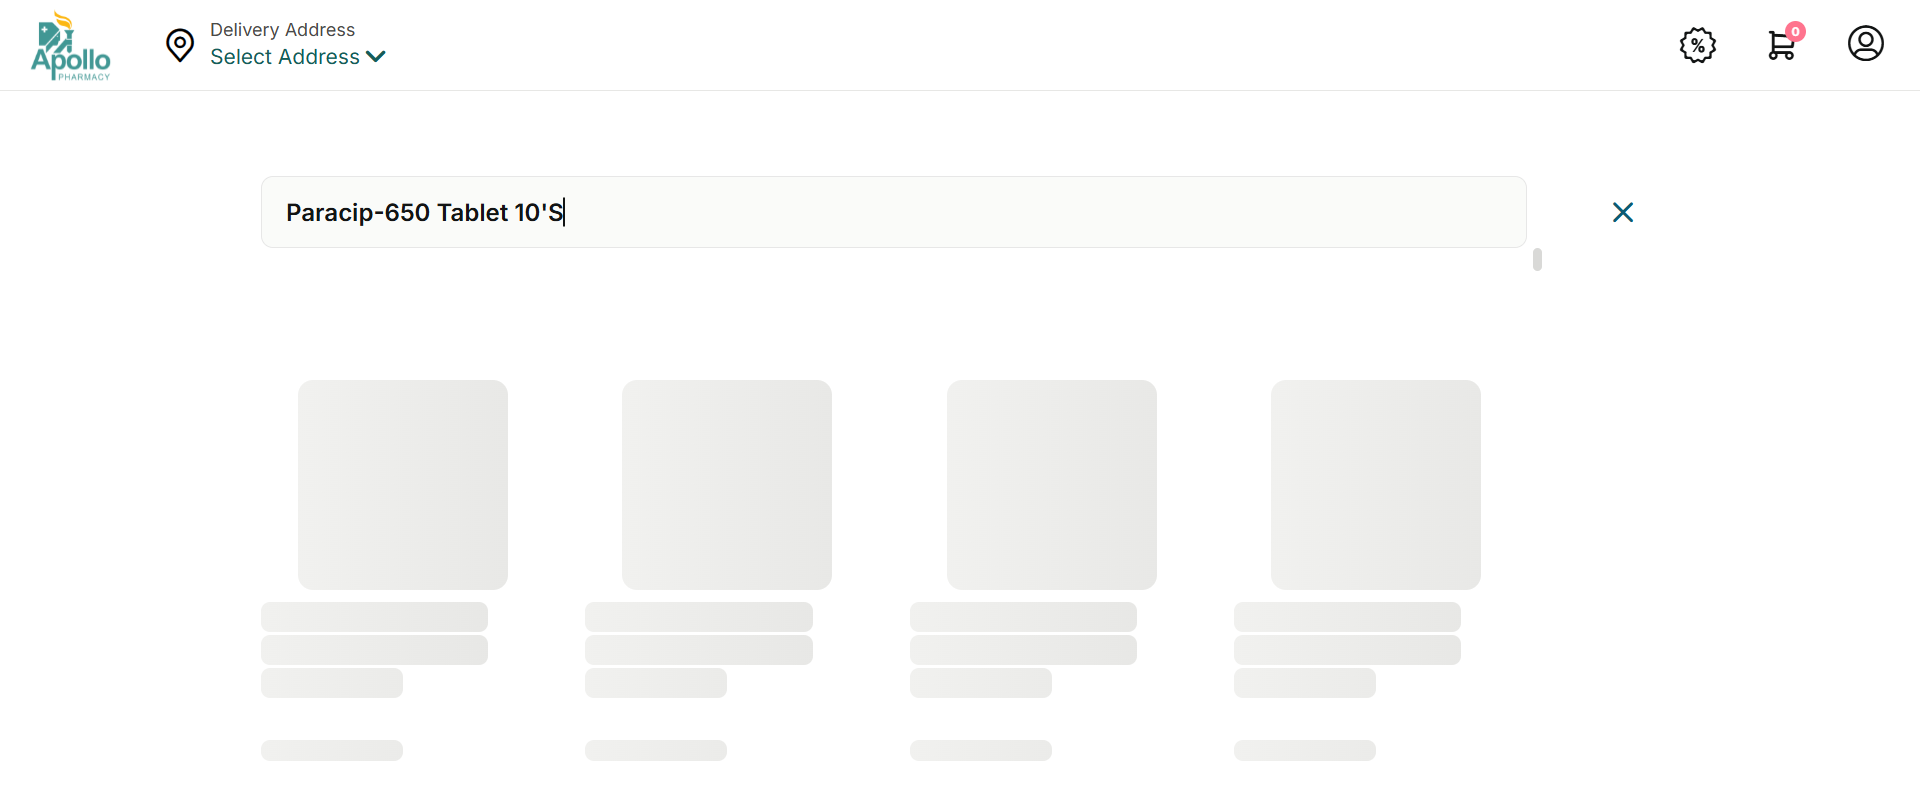 Apollo
PHARMACY
Delivery Address
Select Address
%
0
Paracip-650 Tablet 10'S